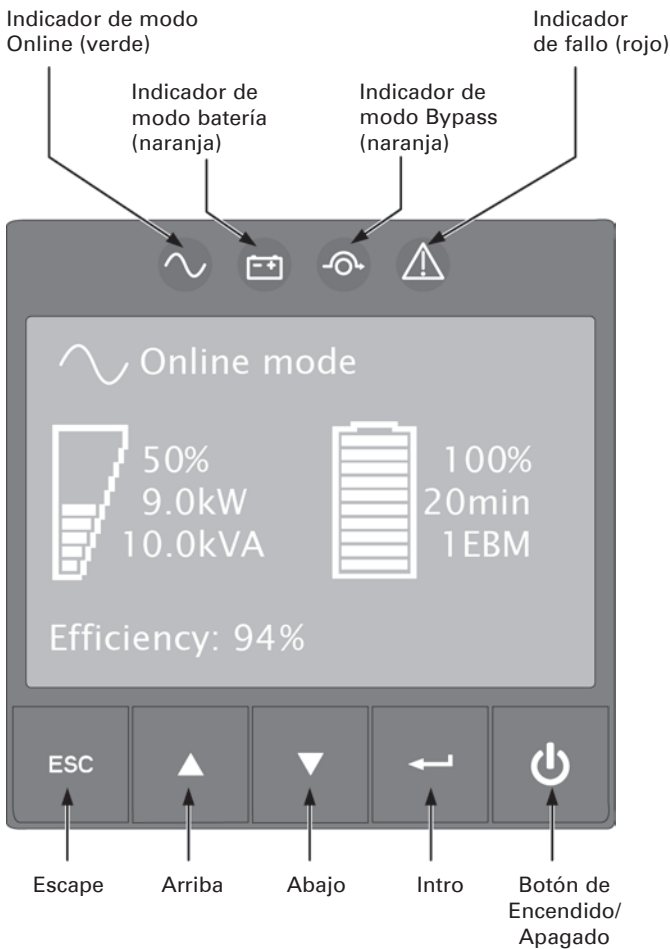 Indicador de modo
Online (verde)
Indicador
de fallo (rojo)
Indicador de
modo batería
(naranja)
Indicador de
modo Bypass
(naranja)
Online mode
50%
9.0kW
10.0kVA
100%
20min
1EBM
Efficiency: 94%
ESC
Escape
Arriba
Abajo
Intro
Botón de
Encendido/
Apagado